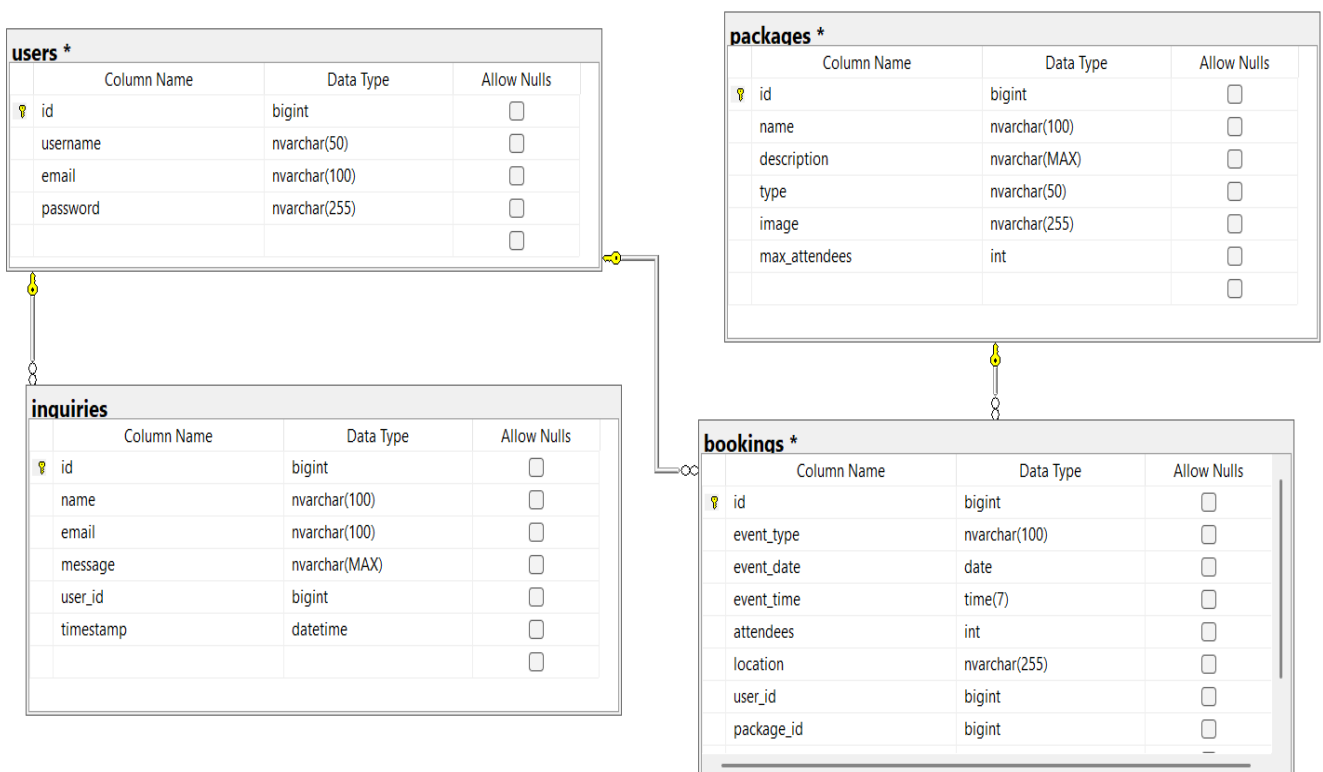 users *
Column Name Data Type Allow Nulls
id bigint
username nvarchar(50)
email nvarchar(100)
password nvarchar(255)
packages *
Column Name Data Type Allow Nulls
id bigint
name nvarchar(100)
description nvarchar(MAX)
type nvarchar(50)
image nvarchar(255)
max_attendees int
inquiries
Column Name Data Type Allow Nulls
id bigint
name nvarchar(100)
email nvarchar(100)
message nvarchar(MAX)
user_id bigint
timestamp datetime
bookings *
Column Name Data Type Allow Nulls
id bigint
event_type nvarchar(100)
event_date date
event_time time(7)
attendees int
location nvarchar(255)
user_id bigint
package_id bigint